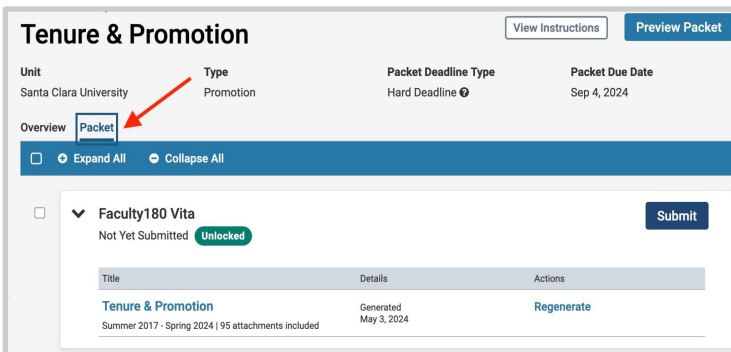 Tenure & Promotion
View Instructions
Preview Packet
Unit
Type
Packet Deadline Type
Packet Due Date
Santa Clara University
Promotion
Hard Deadline
Sep 4, 2024
Overview
Packet
Expand All
Collapse All
Faculty180 Vita
Submit
Not Yet Submitted
Unlocked
Title
Details
Actions
Tenure & Promotion
Generated
Regenerate
Summer 2017 - Spring 2024 | 95 attachments included
May 3, 2024